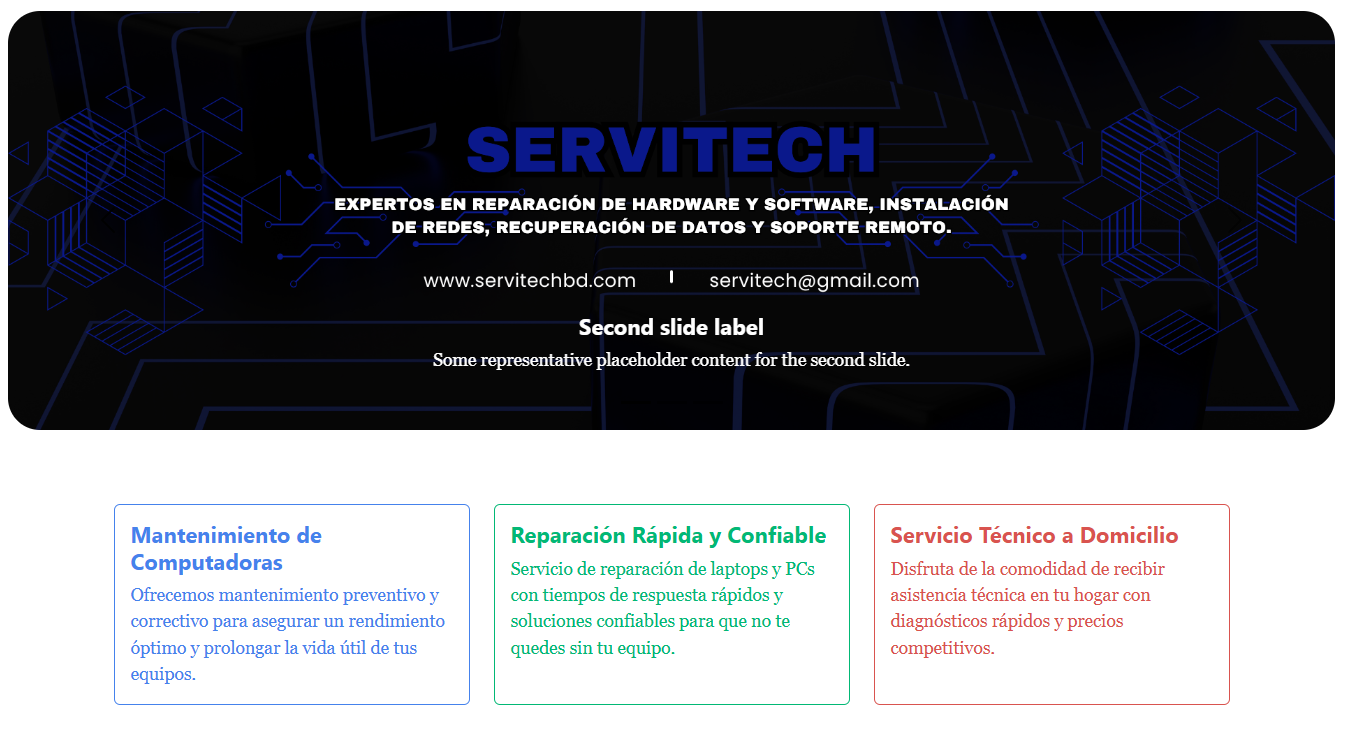 SERVITECH
EXPERTOS EN REPARACIÓN DE HARDWARE Y SOFTWARE, INSTALACIÓN
DE REDES, RECUPERACIÓN DE DATOS Y SOPORTE REMOTO.
www.servitechbd.com | servitech@gmail.com
Second slide label
Some representative placeholder content for the second slide.
Mantenimiento de
Computadoras
Ofrecemos mantenimiento preventivo y
correctivo para asegurar un rendimiento
óptimo y prolongar la vida útil de tus
equipos.
Reparación Rápida y Confiable
Servicio de reparación de laptops y PCs
con tiempos de respuesta rápidos y
soluciones confiables para que no te
quedes sin tu equipo.
Servicio Técnico a Domicilio
Disfruta de la comodidad de recibir
asistencia técnica en tu hogar con
diagnósticos rápidos y precios
competitivos.